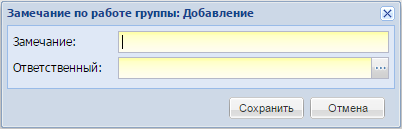 Замечание по работе группы: Добавление
Замечание:
Ответственный:
Сохранить Отмена